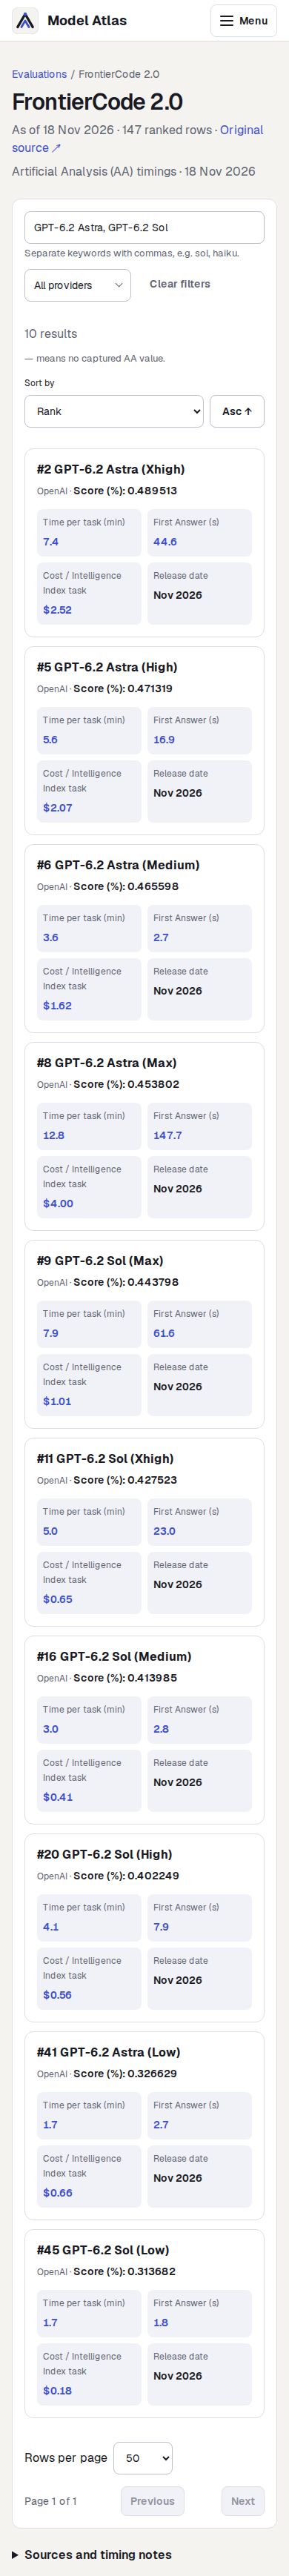 Model Atlas
Menu
Evaluations / FrontierCode 2.0
FrontierCode 2.0
As of 18 Nov 2026 · 147 ranked rows · Original
source ↗
Artificial Analysis (AA) timings · 18 Nov 2026
GPT-6.2 Astra, GPT-6.2 Sol
Separate keywords with commas, e.g. sol, haiku.
All providers
Clear filters
10 results
— means no captured AA value.
Sort by
Rank
Asc ↑
#2 GPT-6.2 Astra (Xhigh)
OpenAI · Score (%): 0.489513
Time per task (min)
7.4
First Answer (s)
44.6
Cost / Intelligence
Index task
$2.52
Release date
Nov 2026
#5 GPT-6.2 Astra (High)
OpenAI · Score (%): 0.471319
Time per task (min)
5.6
First Answer (s)
16.9
Cost / Intelligence
Index task
$2.07
Release date
Nov 2026
#6 GPT-6.2 Astra (Medium)
OpenAI · Score (%): 0.465598
Time per task (min)
3.6
First Answer (s)
2.7
Cost / Intelligence
Index task
$1.62
Release date
Nov 2026
#8 GPT-6.2 Astra (Max)
OpenAI · Score (%): 0.453802
Time per task (min)
12.8
First Answer (s)
147.7
Cost / Intelligence
Index task
$4.00
Release date
Nov 2026
#9 GPT-6.2 Sol (Max)
OpenAI · Score (%): 0.443798
Time per task (min)
7.9
First Answer (s)
61.6
Cost / Intelligence
Index task
$1.01
Release date
Nov 2026
#11 GPT-6.2 Sol (Xhigh)
OpenAI · Score (%): 0.427523
Time per task (min)
5.0
First Answer (s)
23.0
Cost / Intelligence
Index task
$0.65
Release date
Nov 2026
#16 GPT-6.2 Sol (Medium)
OpenAI · Score (%): 0.413985
Time per task (min)
3.0
First Answer (s)
2.8
Cost / Intelligence
Index task
$0.41
Release date
Nov 2026
#20 GPT-6.2 Sol (High)
OpenAI · Score (%): 0.402249
Time per task (min)
4.1
First Answer (s)
7.9
Cost / Intelligence
Index task
$0.56
Release date
Nov 2026
#41 GPT-6.2 Astra (Low)
OpenAI · Score (%): 0.326629
Time per task (min)
1.7
First Answer (s)
2.7
Cost / Intelligence
Index task
$0.66
Release date
Nov 2026
#45 GPT-6.2 Sol (Low)
OpenAI · Score (%): 0.313682
Time per task (min)
1.7
First Answer (s)
1.8
Cost / Intelligence
Index task
$0.18
Release date
Nov 2026
Rows per page 50
Page 1 of 1
Previous
Next
▶ Sources and timing notes